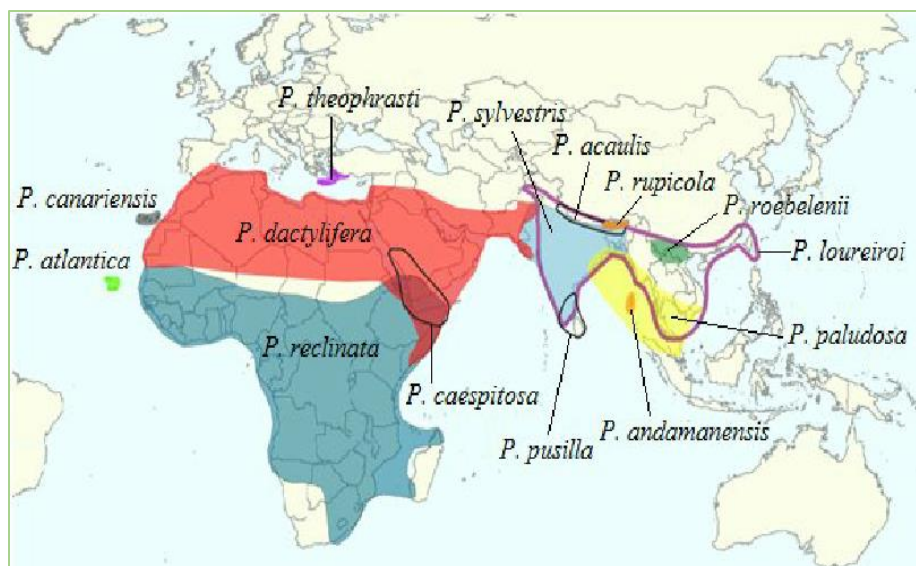 P. theophrasti
P. sylvestris
P. acaulis
P. rupicola
P. canariensis
P. roebelenii
P. dactylifera
P. loureiroi
P. atlantica
P. reclinata
P. paludosa
P. caespitosa
P. andamanensis
P. pusilla